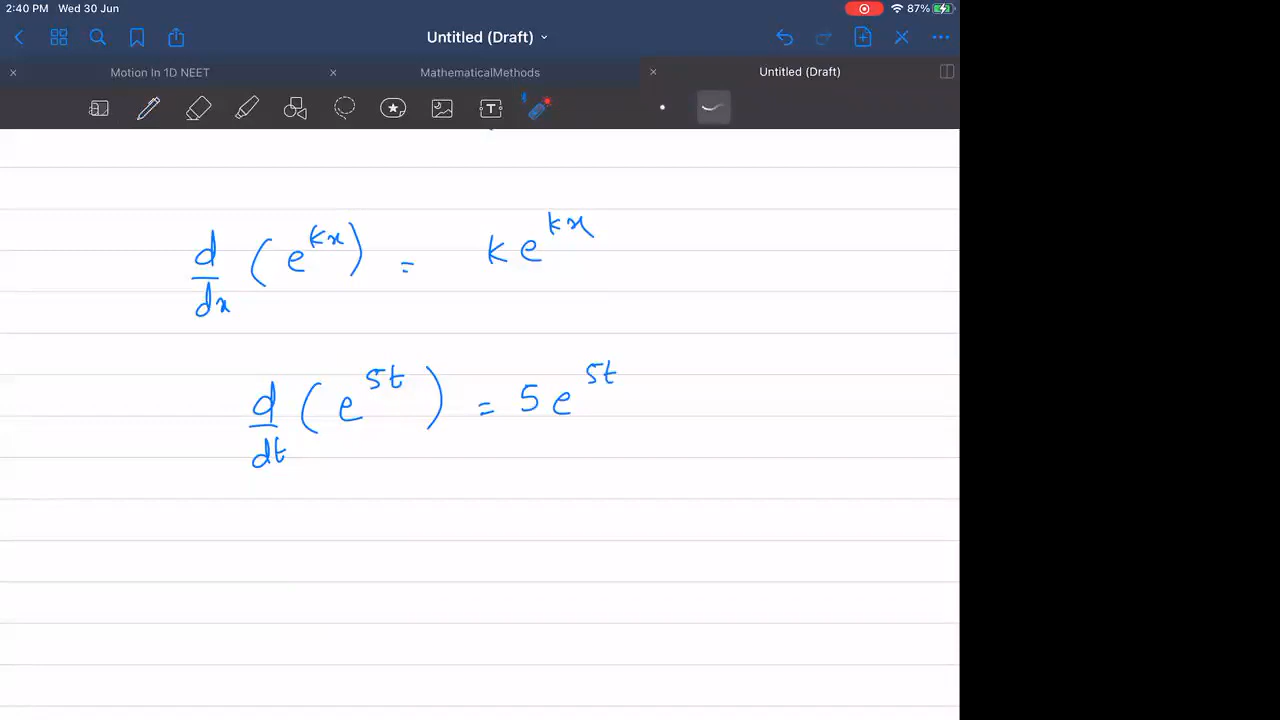 2:40 PM Wed 30 Jun 87%
Untitled (Draft)
Motion In 1D NEET MathematicalMethods Untitled (Draft)
T
d/dx (e^{kx}) = k e^{kx}
d/dt (e^{5t}) = 5 e^{5t}